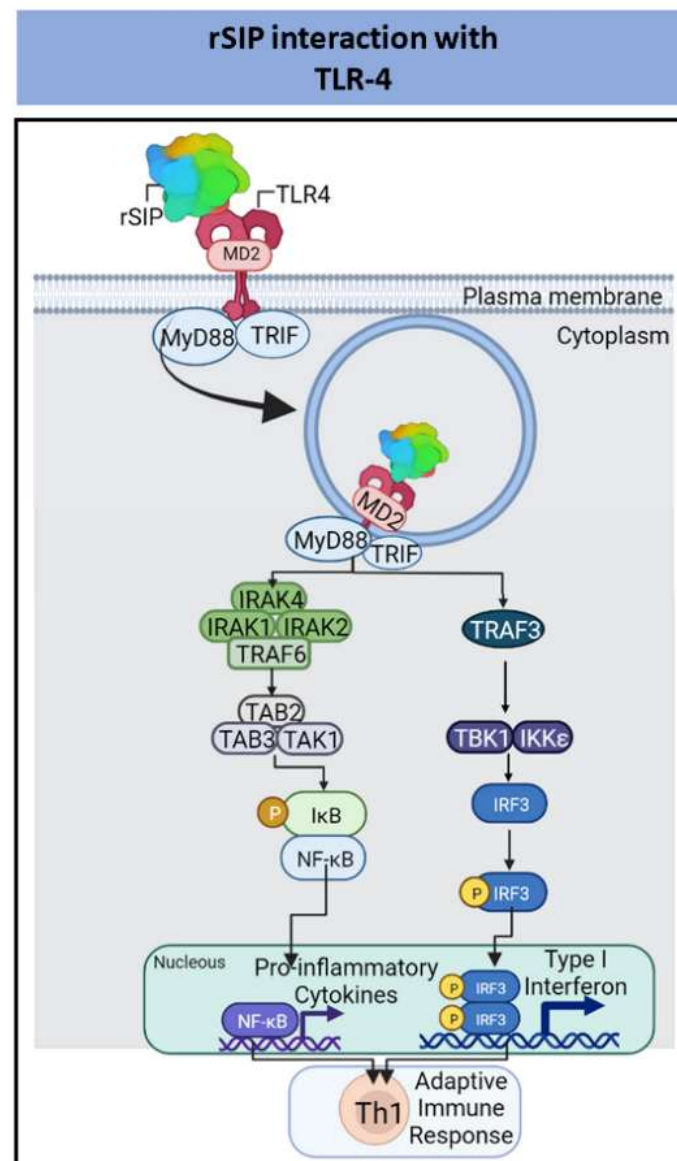 rSIP interaction with
TLR-4
TLR4
rSIP
MD2
Plasma membrane
MyD88
TRIF
Cytoplasm
MD2
MyD88
TRIF
IRAK4
IRAK1
IRAK2
TRAF6
TRAF3
TAB2
TAB3
TAK1
TBK1
IKKε
P
IκB
IRF3
NF-κB
P
IRF3
Nucleous
Pro-inflammatory
Cytokines
Type I
Interferon
P
IRF3
P
IRF3
NF-κB
Th1
Adaptive
Immune
Response